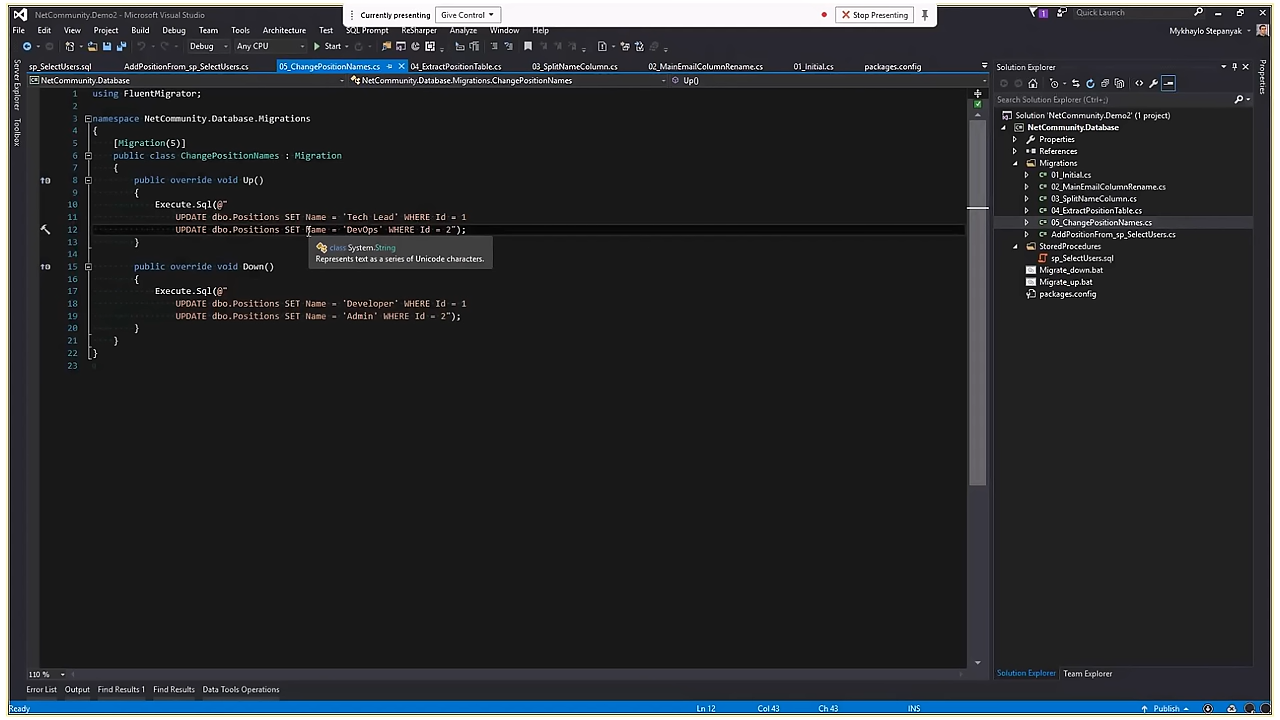 NetCommunity.Demo2 - Microsoft Visual Studio
Currently presenting
Give Control
Stop Presenting
1
Quick Launch
File Edit View Project Build Debug Team Tools Architecture Test SQL Prompt ReSharper Analyze Window Help
Mykhaylo Stepanyak
Debug
Any CPU
Start
sp_SelectUsers.sql
AddPositionFrom_sp_SelectUsers.cs
05_ChangePositionNames.cs
04_ExtractPositionTable.cs
03_SplitNameColumn.cs
02_MainEmailColumnRename.cs
01_Initial.cs
packages.config
NetCommunity.Database
NetCommunity.Database.Migrations.ChangePositionNames
Up()
Server Explorer
Toolbox
1 using FluentMigrator;
2
3 namespace NetCommunity.Database.Migrations
4 {
5 [Migration(5)]
6 public class ChangePositionNames : Migration
7 {
8 public override void Up()
9 {
10 Execute.Sql(@"
11 UPDATE dbo.Positions SET Name = 'Tech Lead' WHERE Id = 1
12 UPDATE dbo.Positions SET Name = 'DevOps' WHERE Id = 2");
13 }
class System.String
Represents text as a series of Unicode characters.
14
15 public override void Down()
16 {
17 Execute.Sql(@"
18 UPDATE dbo.Positions SET Name = 'Developer' WHERE Id = 1
19 UPDATE dbo.Positions SET Name = 'Admin' WHERE Id = 2");
20 }
21 }
22 }
23
Solution Explorer
Search Solution Explorer (Ctrl+;)
Solution 'NetCommunity.Demo2' (1 project)
NetCommunity.Database
Properties
References
Migrations
01_Initial.cs
02_MainEmailColumnRename.cs
03_SplitNameColumn.cs
04_ExtractPositionTable.cs
05_ChangePositionNames.cs
AddPositionFrom_sp_SelectUsers.cs
StoredProcedures
sp_SelectUsers.sql
Migrate_down.bat
Migrate_up.bat
packages.config
Properties
110 %
Solution Explorer
Team Explorer
Error List
Output
Find Results 1
Find Results
Data Tools Operations
Ready
Ln 12
Col 43
Ch 43
INS
Publish